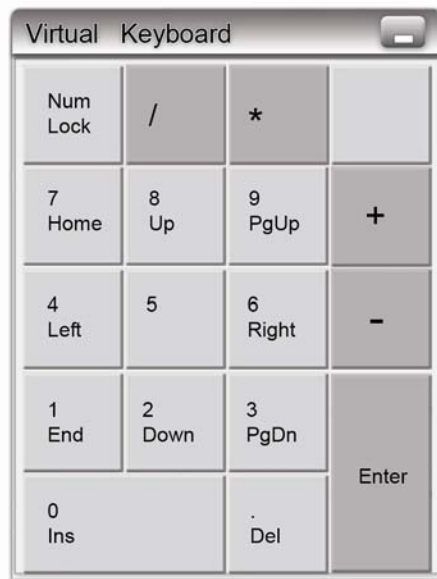 Virtual Keyboard
Num
Lock
/
*
7
Home
8
Up
9
PgUp
+
4
Left
5
6
Right
-
1
End
2
Down
3
PgDn
Enter
0
Ins
.
Del